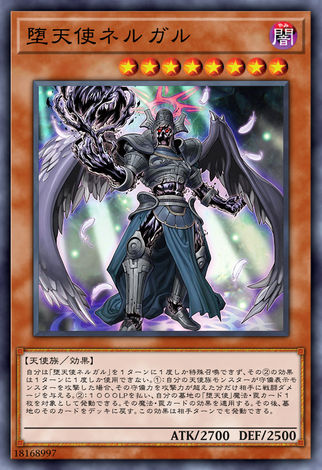 堕天使ネルガル
闇
やみ
【天使族/効果】
自分は「堕天使ネルガル」を1ターンに1度しか特殊召喚できず、その②の効果
は1ターンに1度しか使用できない。①:自分の天使族モンスターが守備表示モ
ンスターを攻撃した場合、その守備力を攻撃力が超えた分だけ相手に戦闘ダメ
ージを与える。②:1000LPを払い、自分の墓地の「堕天使」魔法・罠カード1
枚を対象として発動できる。その魔法・罠カードの効果を適用する。その後、墓
地のそのカードをデッキに戻す。この効果は相手ターンでも発動できる。
ATK/2700 DEF/2500
18168997